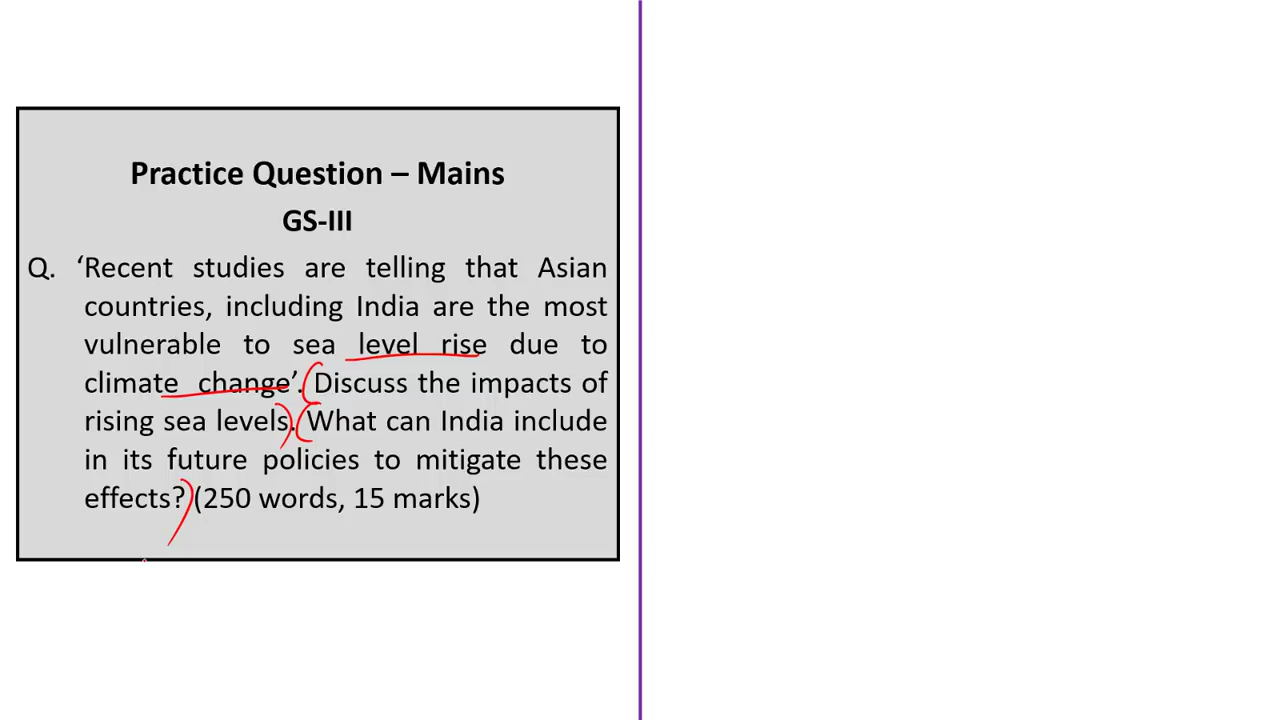 Practice Question – Mains
GS-III
Q. ‘Recent studies are telling that Asian
countries, including India are the most
vulnerable to sea level rise due to
climate change’. Discuss the impacts of
rising sea levels. What can India include
in its future policies to mitigate these
effects? (250 words, 15 marks)